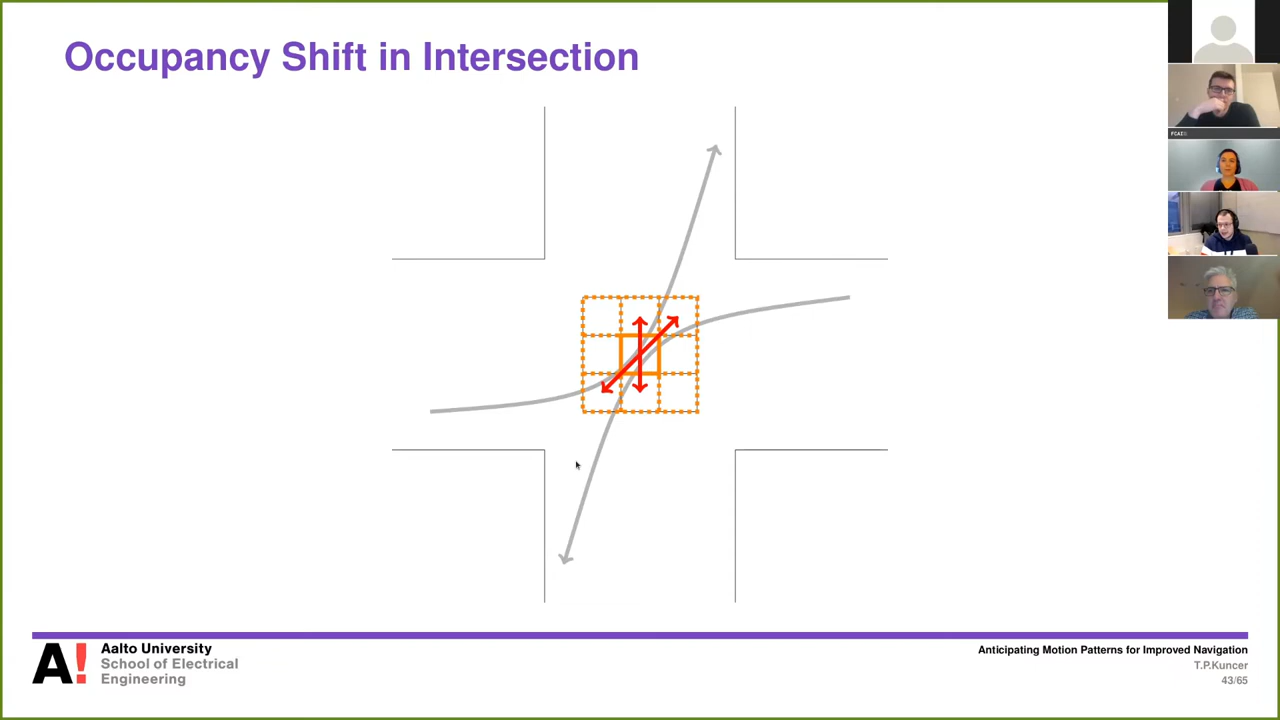 Occupancy Shift in Intersection
FCAI
A!
Aalto University
School of Electrical
Engineering
Anticipating Motion Patterns for Improved Navigation
T.P.Kuncer
43/65